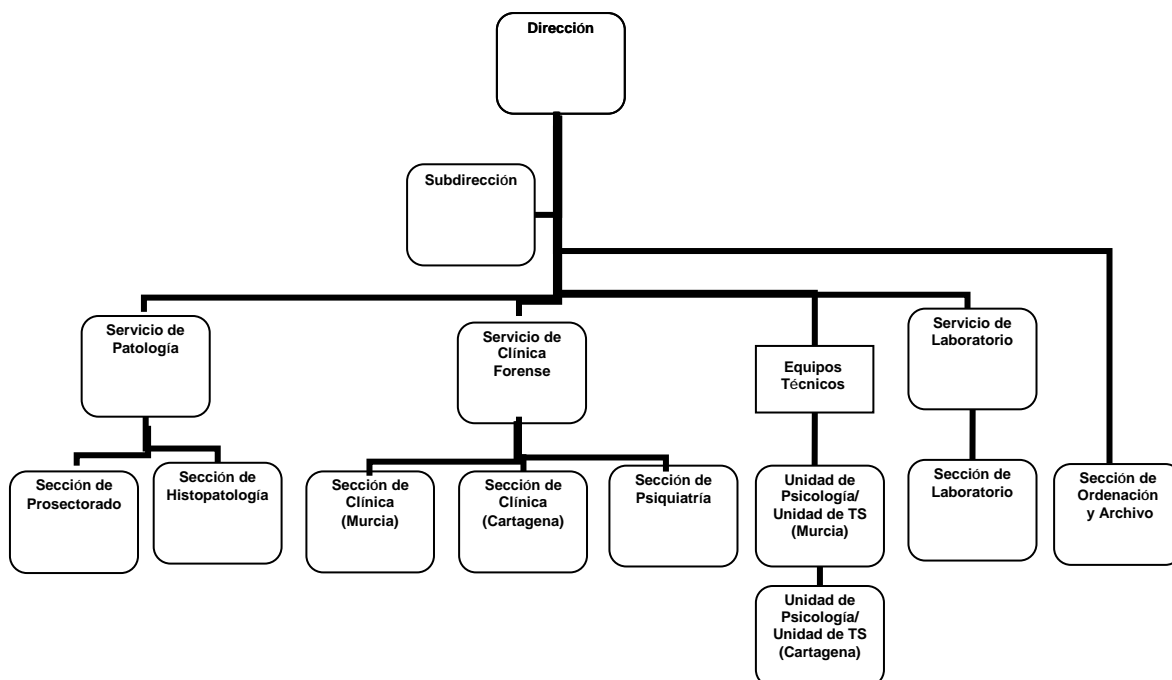 Dirección
Subdirección
Servicio de
Patología
Servicio de
Clínica
Forense
Equipos
Técnicos
Servicio de
Laboratorio
Sección de
Prosectorado
Sección de
Histopatología
Sección de
Clínica
(Murcia)
Sección de
Clínica
(Cartagena)
Sección de
Psiquiatría
Unidad de
Psicología/
Unidad de TS
(Murcia)
Sección de
Laboratorio
Sección de
Ordenación
y Archivo
Unidad de
Psicología/
Unidad de TS
(Cartagena)